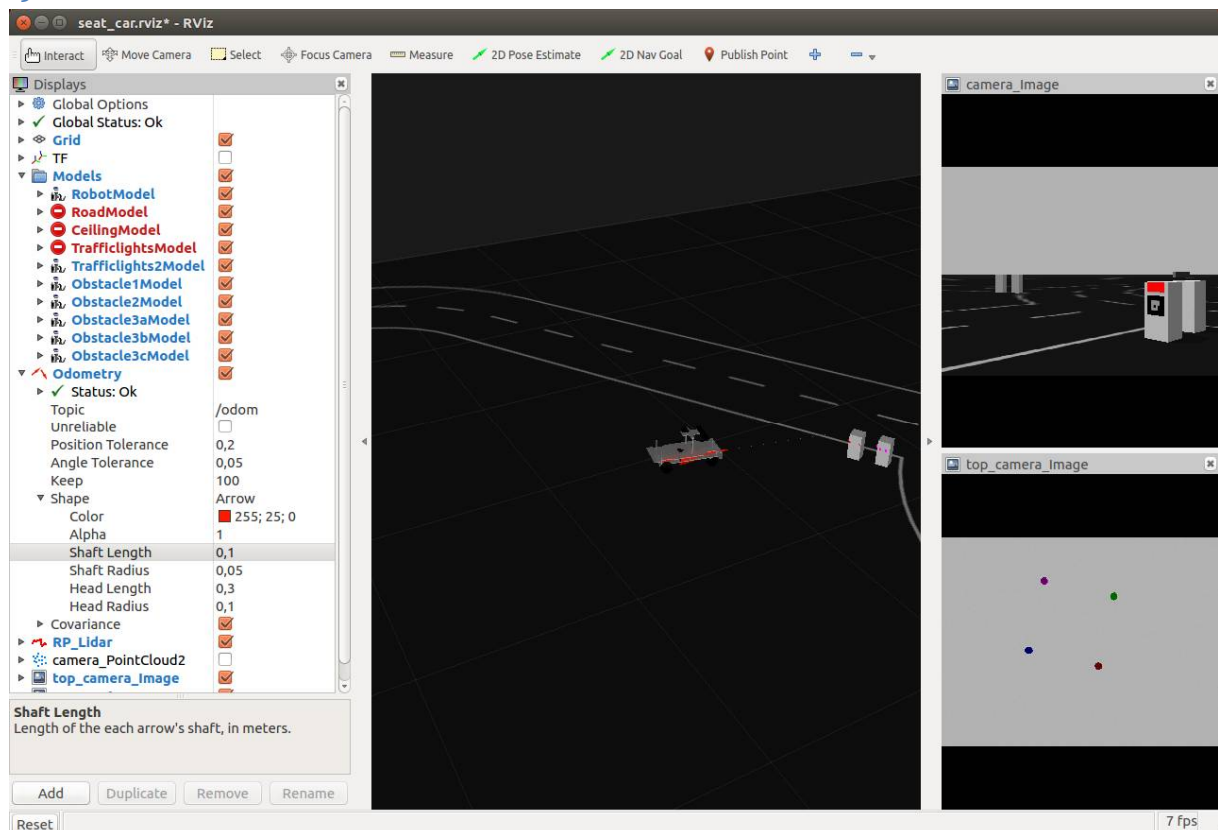 seat_car.rviz* - RViz
Interact Move Camera Select Focus Camera Measure 2D Pose Estimate 2D Nav Goal Publish Point
Displays
Global Options
Global Status: Ok
Grid
TF
Models
RobotModel
RoadModel
CeilingModel
TrafficlightsModel
Trafficlights2Model
Obstacle1Model
Obstacle2Model
Obstacle3aModel
Obstacle3bModel
Obstacle3cModel
Odometry
Status: Ok
Topic /odom
Unreliable
Position Tolerance 0,2
Angle Tolerance 0,05
Keep 100
Shape Arrow
Color 255; 25; 0
Alpha 1
Shaft Length 0,1
Shaft Radius 0,05
Head Length 0,3
Head Radius 0,1
Covariance
RP_Lidar
camera_PointCloud2
top_camera_Image
Shaft Length
Length of the each arrow's shaft, in meters.
Add Duplicate Remove Rename
Reset
camera_Image
top_camera_Image
7 fps